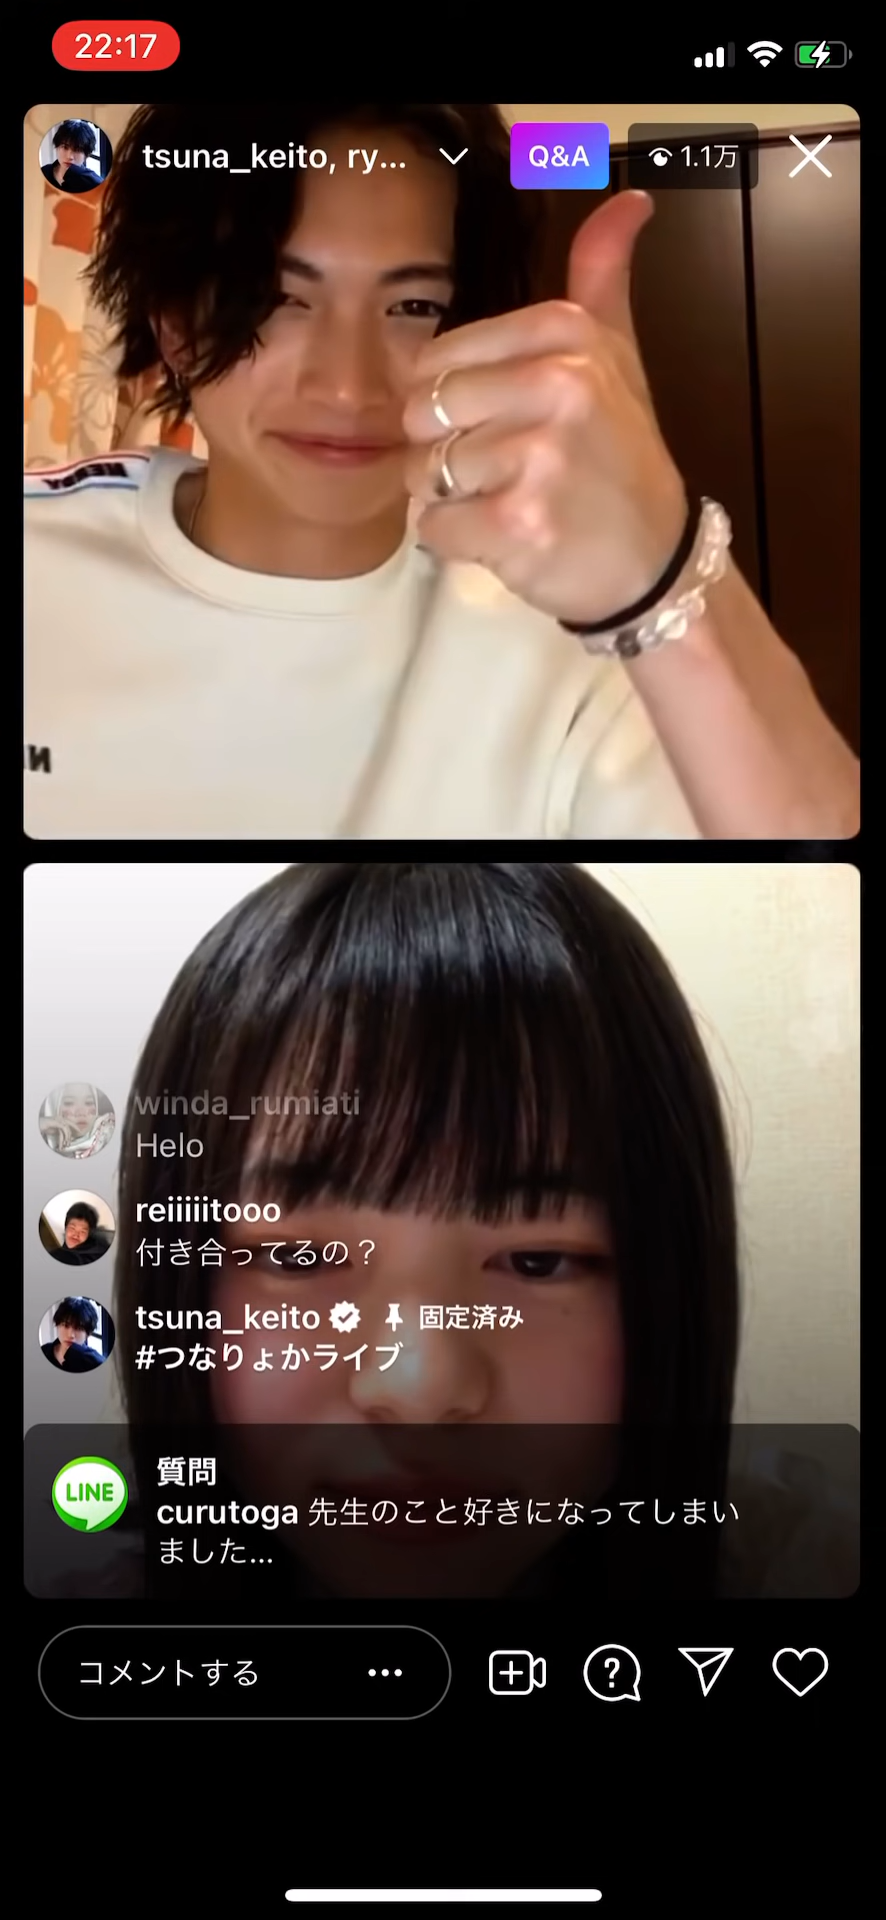 22:17
tsuna_keito, ry...
Q&A
1.1万
winda_rumiati
Helo
reiiiiitooo
付き合ってるの？
tsuna_keito 固定済み
#つなりょかライブ
LINE
質問
curutoga 先生のこと好きになってしまい
ました...
コメントする